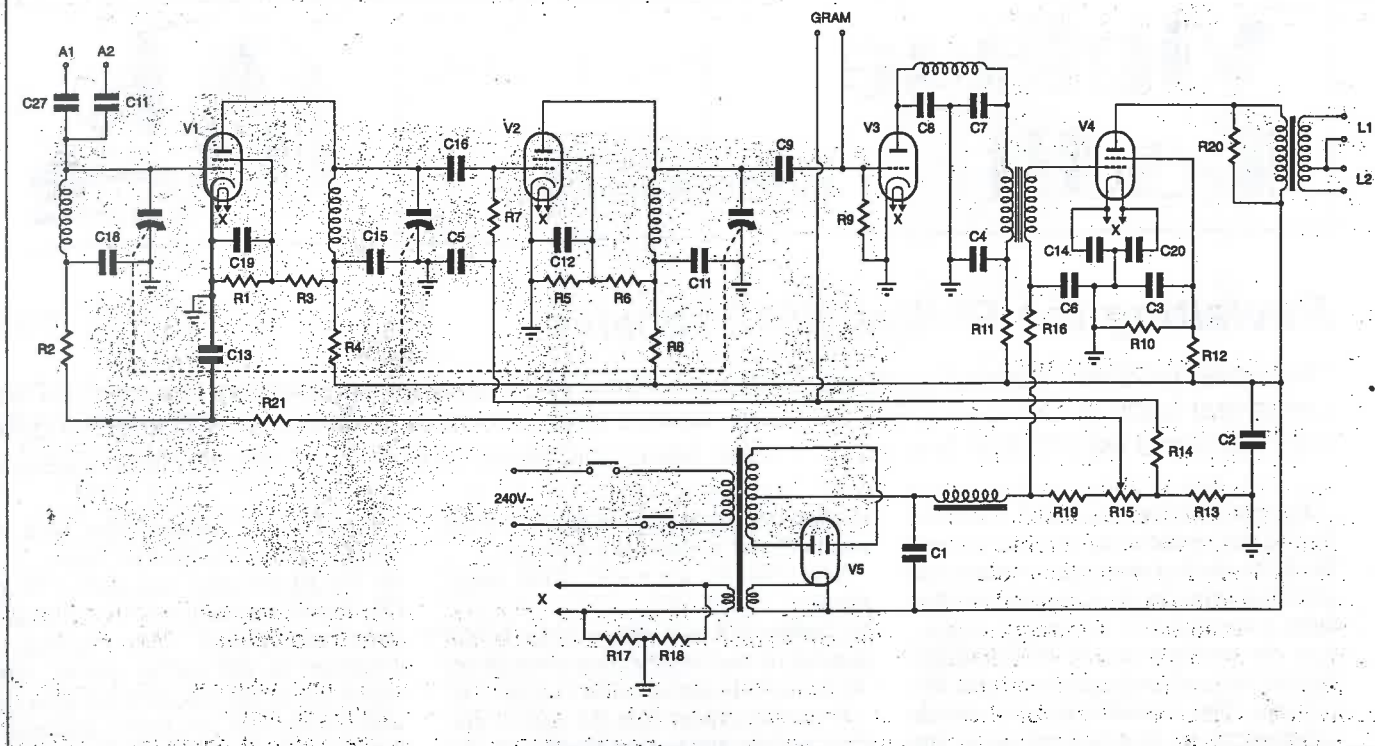 GRAM
A1 A2
C27 C11
V1
V2
C16
C9
V3
C8 C7
V4
R20
L1
L2
X
X
X
X
R7
R9
C18
C19
C15 C5
C12
C11
C4
C14 C20
R1 R3
R5 R6
C6 C3
R2
C13
R4
R8
R11 R16
R10
R12
R21
R14
C2
240V~
R19 R15 R13
V5
C1
X
R17 R18